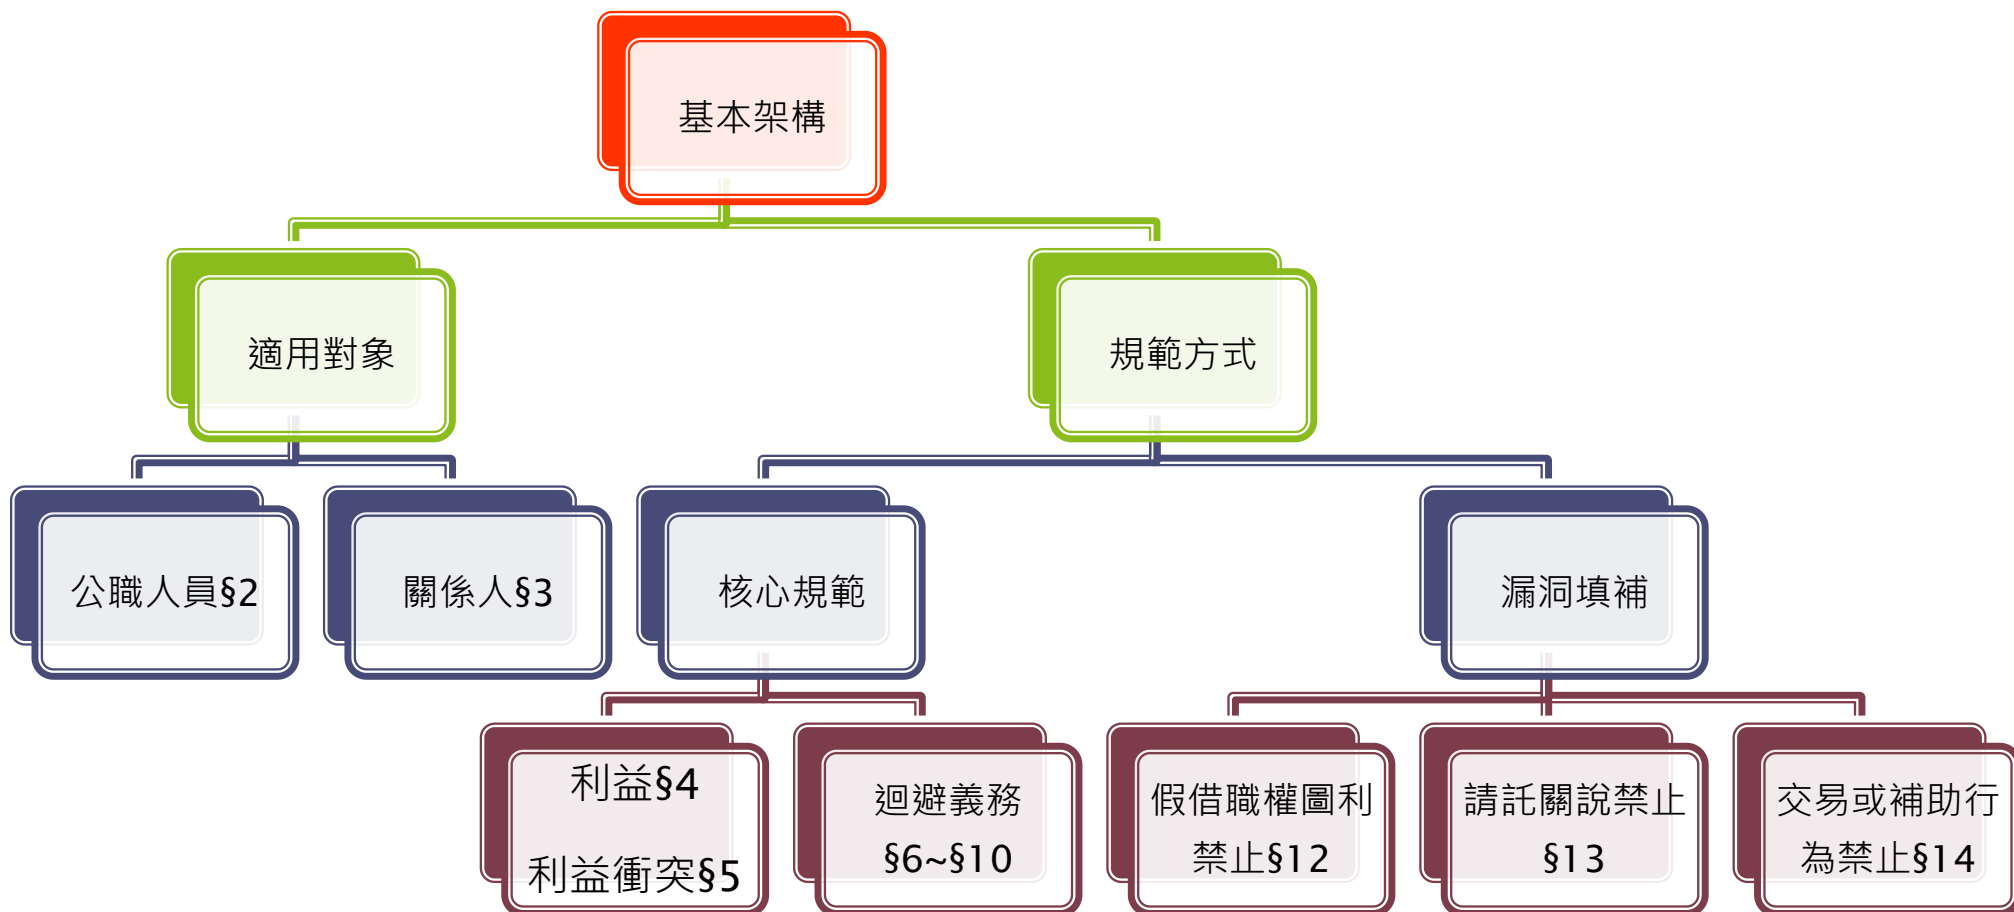 基本架構
適用對象
規範方式
公職人員§2
關係人§3
核心規範
漏洞填補
利益§4
利益衝突§5
迴避義務
§6~§10
假借職權圖利
禁止§12
請託關說禁止
§13
交易或補助行
為禁止§14